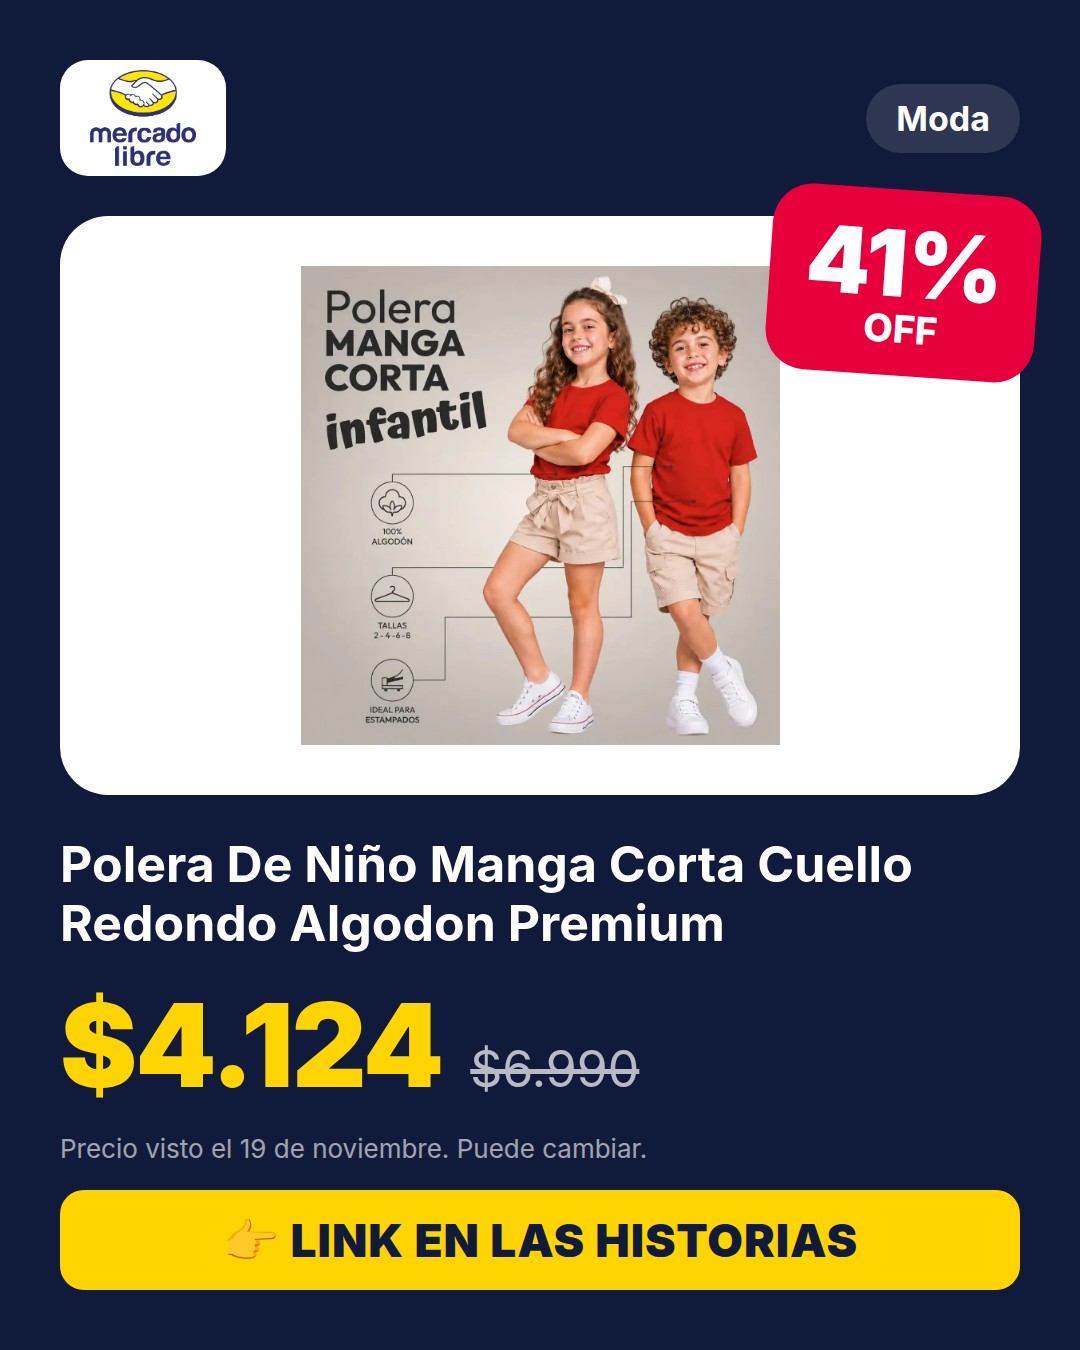 mercado
libre
Moda
41%
OFF
Polera
MANGA
CORTA
infantil
100%
ALGODÓN
TALLAS
2-4-6-8
IDEAL PARA
ESTAMPADOS
Polera De Niño Manga Corta Cuello
Redondo Algodon Premium
$4.124 $6.990
Precio visto el 19 de noviembre. Puede cambiar.
👉 LINK EN LAS HISTORIAS